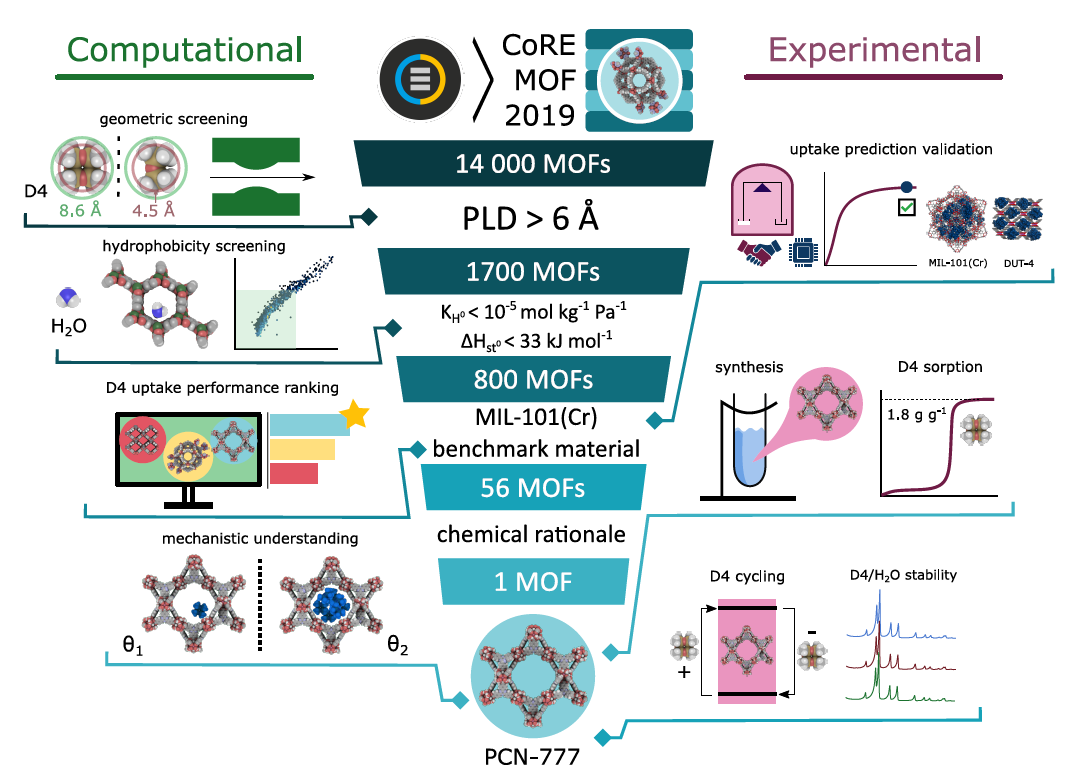 Computational
CoRE
MOF
2019
Experimental
geometric screening
D4
8.6 Å
4.5 Å
14 000 MOFs
PLD > 6 Å
uptake prediction validation
MIL-101(Cr)
DUT-4
hydrophobicity screening
H₂O
1700 MOFs
K_H⁰ < 10⁻⁵ mol kg⁻¹ Pa⁻¹
ΔH_st⁰ < 33 kJ mol⁻¹
800 MOFs
MIL-101(Cr)
benchmark material
D4 uptake performance ranking
synthesis
D4 sorption
1.8 g g⁻¹
56 MOFs
chemical rationale
mechanistic understanding
θ₁
θ₂
1 MOF
D4 cycling
+
-
D4/H₂O stability
PCN-777